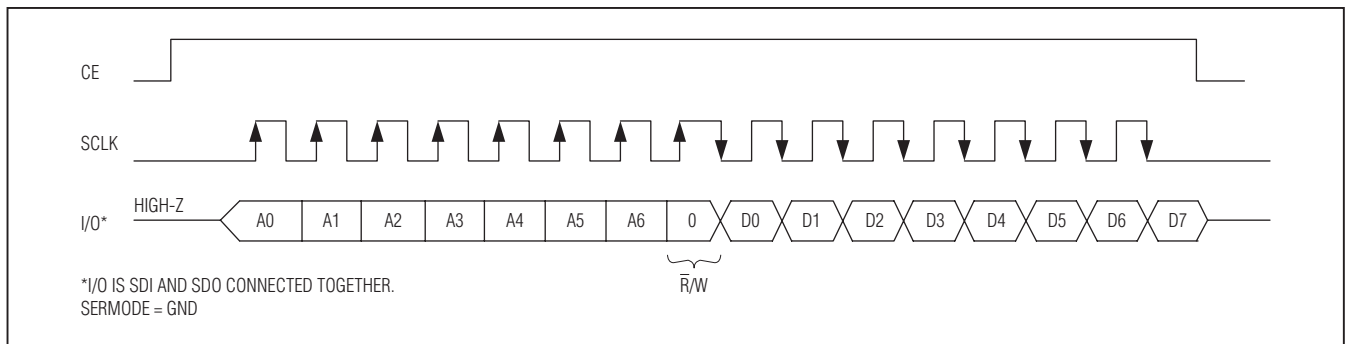 CE
SCLK
I/O*
HIGH-Z
A0 A1 A2 A3 A4 A5 A6 0 D0 D1 D2 D3 D4 D5 D6 D7
R̅/W
*I/O IS SDI AND SDO CONNECTED TOGETHER.
SERMODE = GND